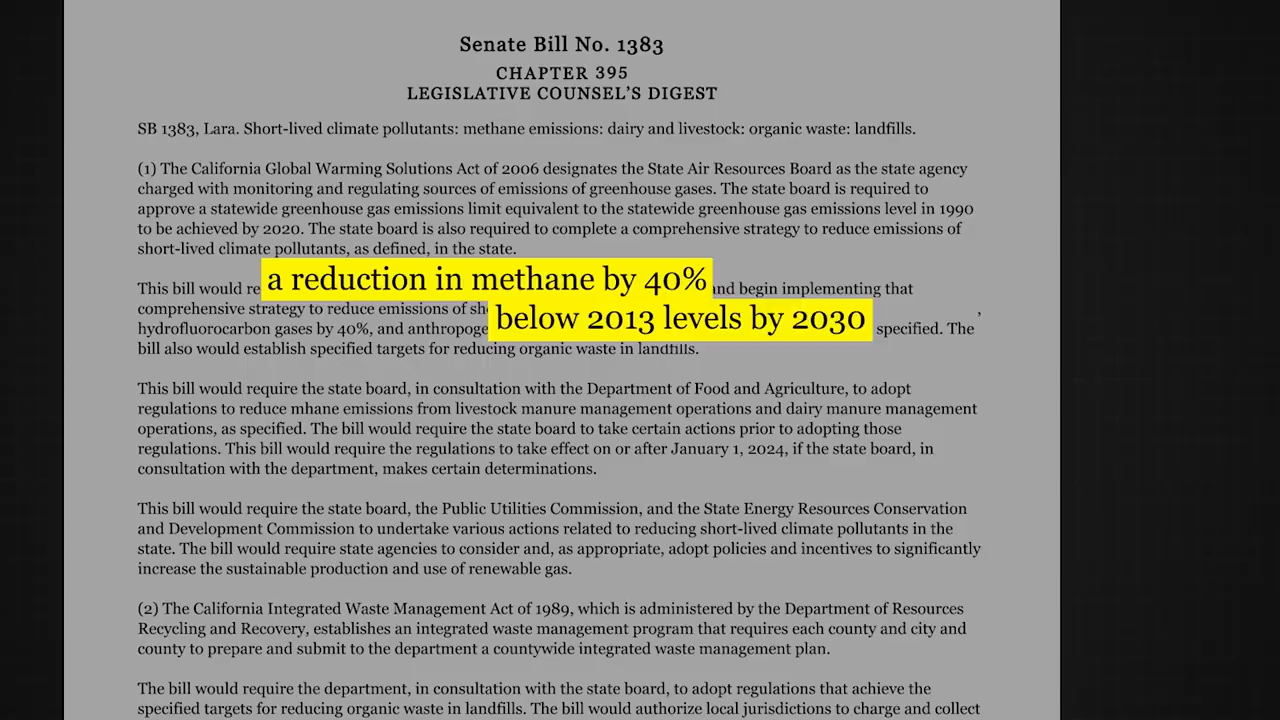 Senate Bill No. 1383
CHAPTER 395
LEGISLATIVE COUNSEL'S DIGEST
SB 1383, Lara. Short-lived climate pollutants: methane emissions: dairy and livestock: organic waste: landfills.
(1) The California Global Warming Solutions Act of 2006 designates the State Air Resources Board as the state agency
charged with monitoring and regulating sources of emissions of greenhouse gases. The state board is required to
approve a statewide greenhouse gas emissions limit equivalent to the statewide greenhouse gas emissions level in 1990
to be achieved by 2020. The state board is also required to complete a comprehensive strategy to reduce emissions of
short-lived climate pollutants, as defined, in the state.
a reduction in methane by 40%
This bill would re and begin implementing that
comprehensive strategy to reduce emissions of sh ,
below 2013 levels by 2030
hydrofluorocarbon gases by 40%, and anthropoge specified. The
bill also would establish specified targets for reducing organic waste in landfills.
This bill would require the state board, in consultation with the Department of Food and Agriculture, to adopt
regulations to reduce mhane emissions from livestock manure management operations and dairy manure management
operations, as specified. The bill would require the state board to take certain actions prior to adopting those
regulations. This bill would require the regulations to take effect on or after January 1, 2024, if the state board, in
consultation with the department, makes certain determinations.
This bill would require the state board, the Public Utilities Commission, and the State Energy Resources Conservation
and Development Commission to undertake various actions related to reducing short-lived climate pollutants in the
state. The bill would require state agencies to consider and, as appropriate, adopt policies and incentives to significantly
increase the sustainable production and use of renewable gas.
(2) The California Integrated Waste Management Act of 1989, which is administered by the Department of Resources
Recycling and Recovery, establishes an integrated waste management program that requires each county and city and
county to prepare and submit to the department a countywide integrated waste management plan.
The bill would require the department, in consultation with the state board, to adopt regulations that achieve the
specified targets for reducing organic waste in landfills. The bill would authorize local jurisdictions to charge and collect